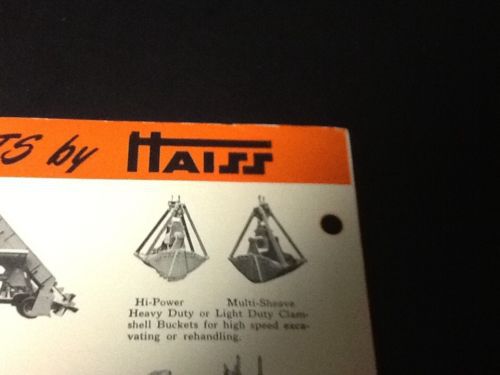 TS by HAISS
Hi-Power Multi-Sheave
Heavy Duty or Light Duty Clam-
shell Buckets for high speed exca-
vating or rehandling.